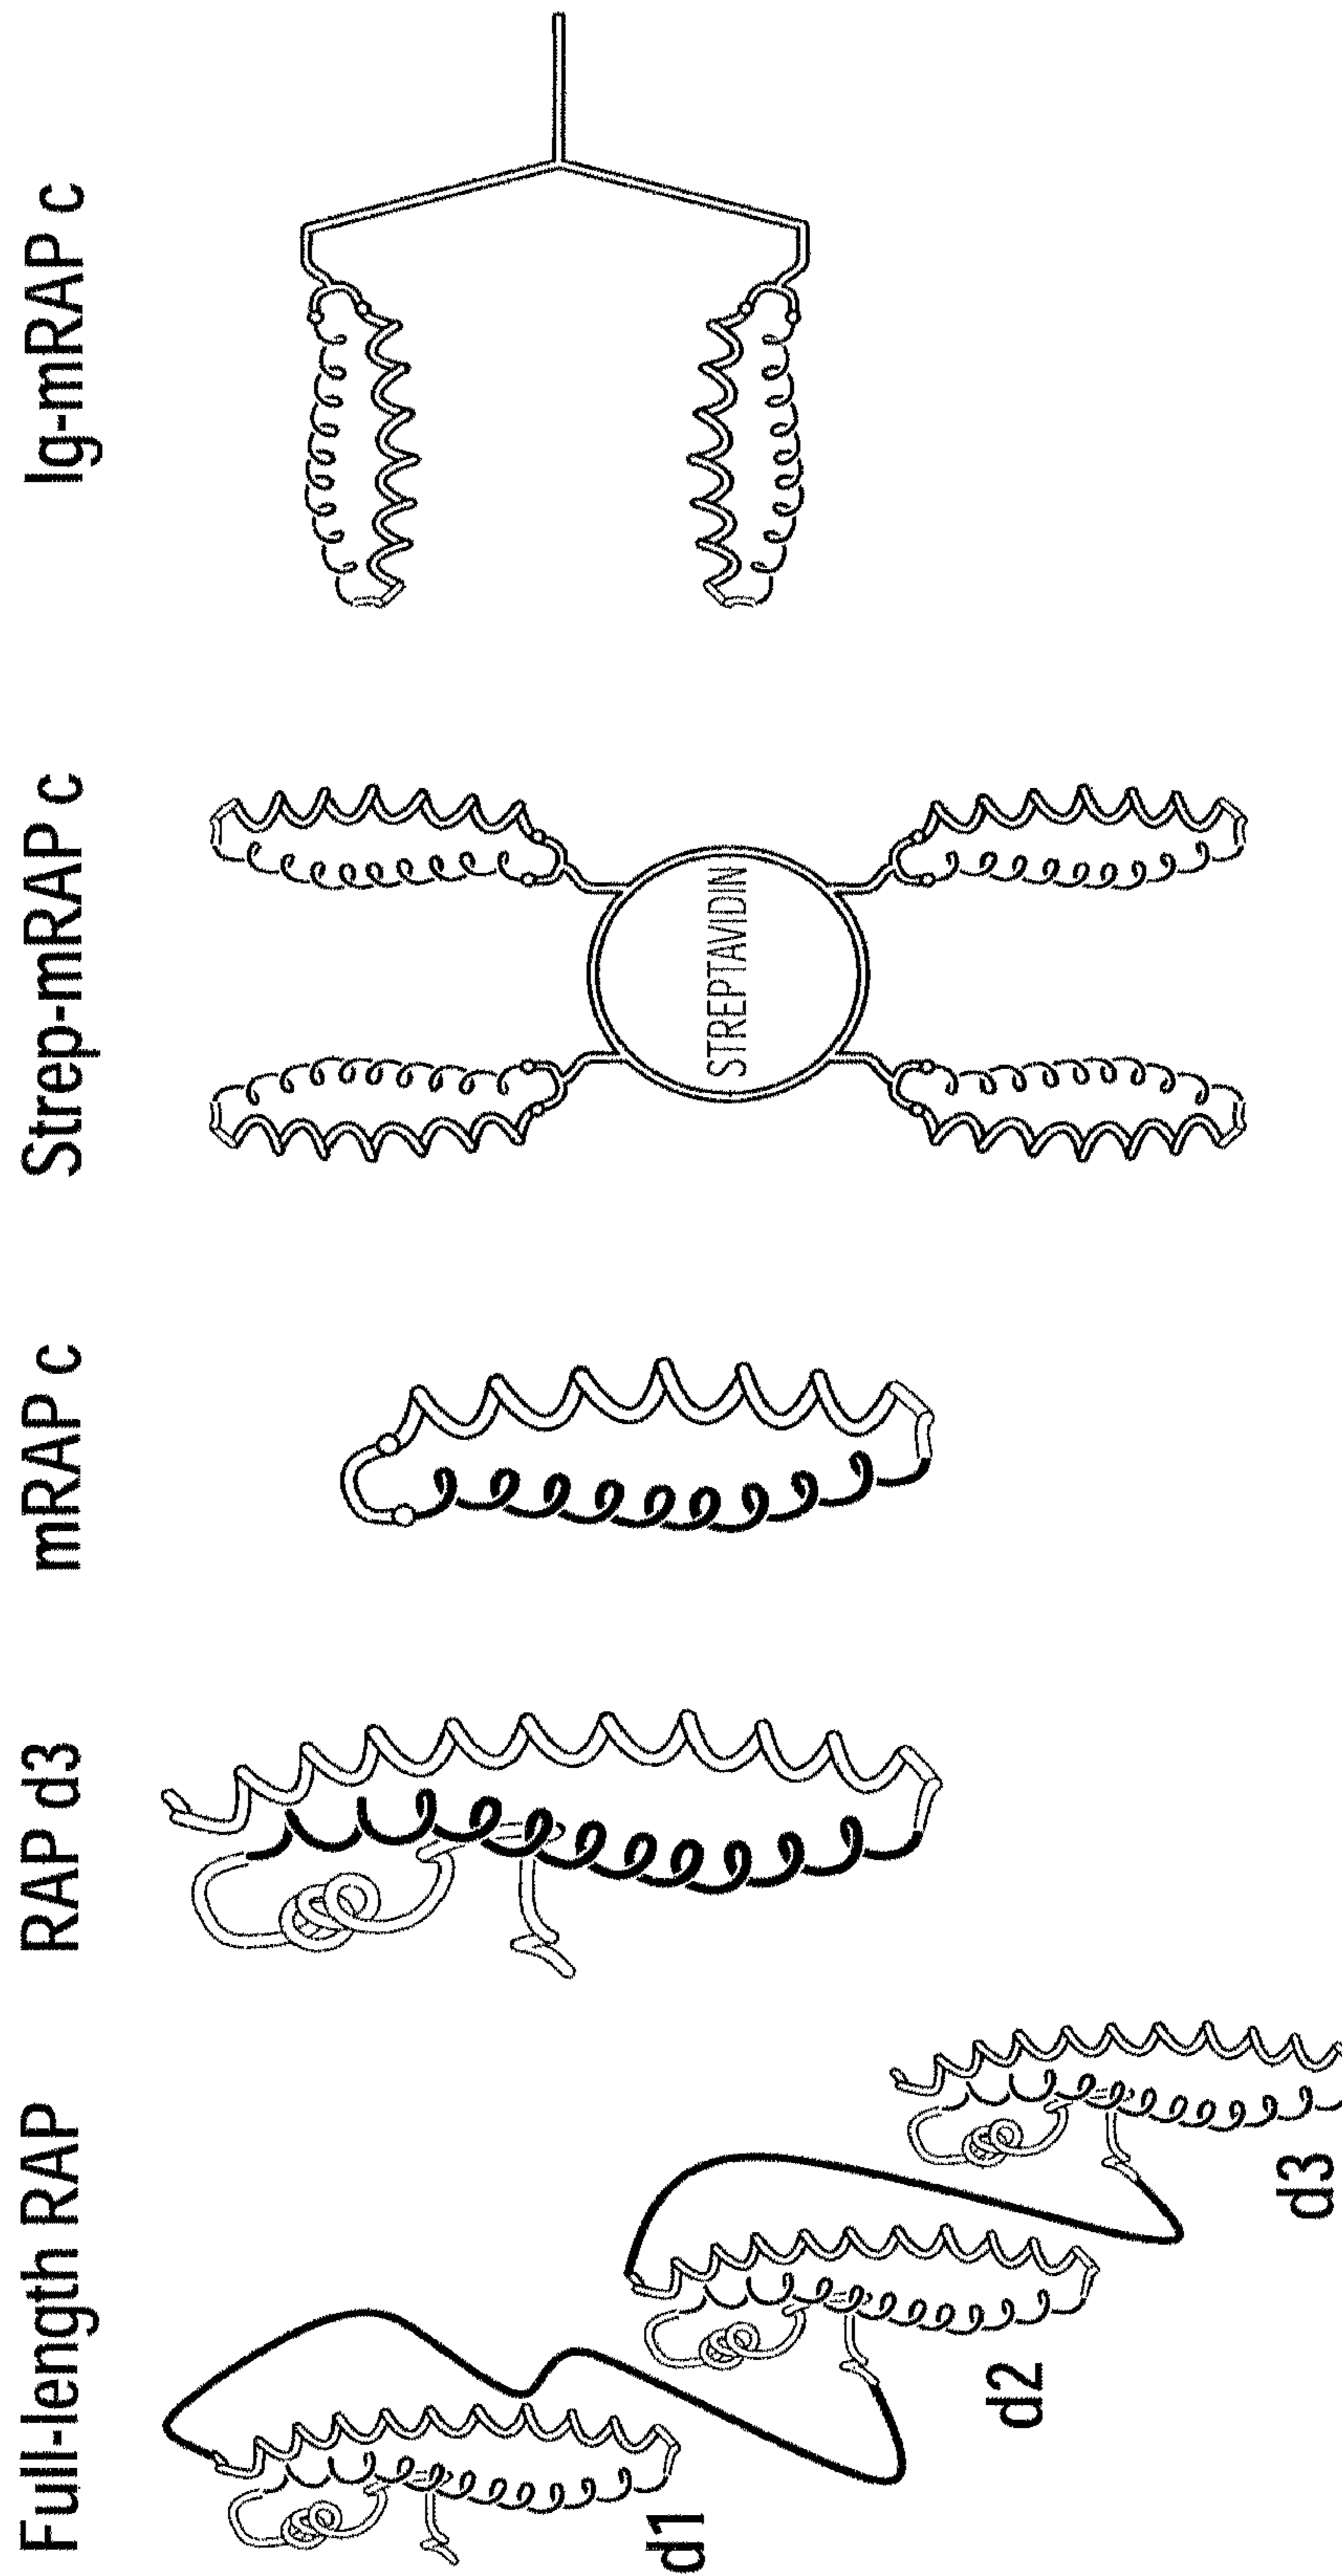 Full-length RAP
RAP d3
mRAP c
Strep-mRAP c
Ig-mRAP c
STREPTAVIDIN
d1
d2
d3